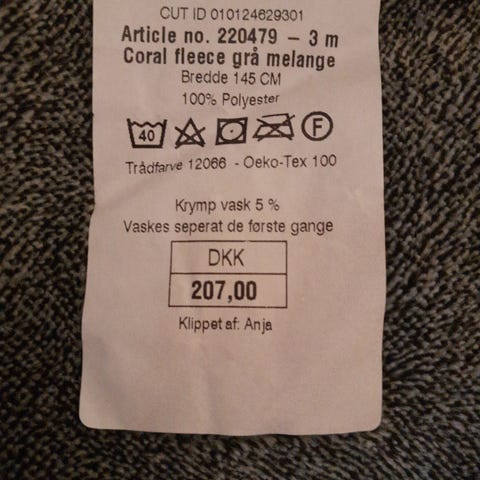 CUT ID 010124629301
Article no. 220479 - 3 m
Coral fleece grå melange
Bredde 145 CM
100% Polyester
40 F
Trådfarve 12066 - Oeko-Tex 100
Krymp vask 5 %
Vaskes seperat de første gange
DKK
207,00
Klippet af: Anja